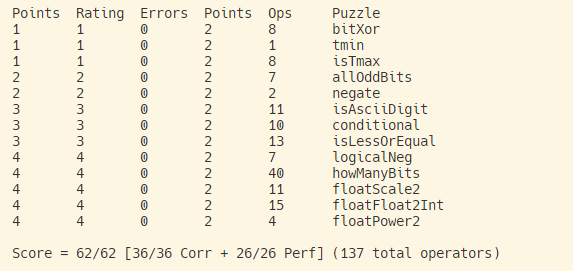 Points  Rating  Errors  Points  Ops     Puzzle
1       1       0       2       8       bitXor
1       1       0       2       1       tmin
1       1       0       2       8       isTmax
2       2       0       2       7       allOddBits
2       2       0       2       2       negate
3       3       0       2       11      isAsciiDigit
3       3       0       2       10      conditional
3       3       0       2       13      isLessOrEqual
4       4       0       2       7       logicalNeg
4       4       0       2       40      howManyBits
4       4       0       2       11      floatScale2
4       4       0       2       15      floatFloat2Int
4       4       0       2       4       floatPower2
Score = 62/62 [36/36 Corr + 26/26 Perf] (137 total operators)